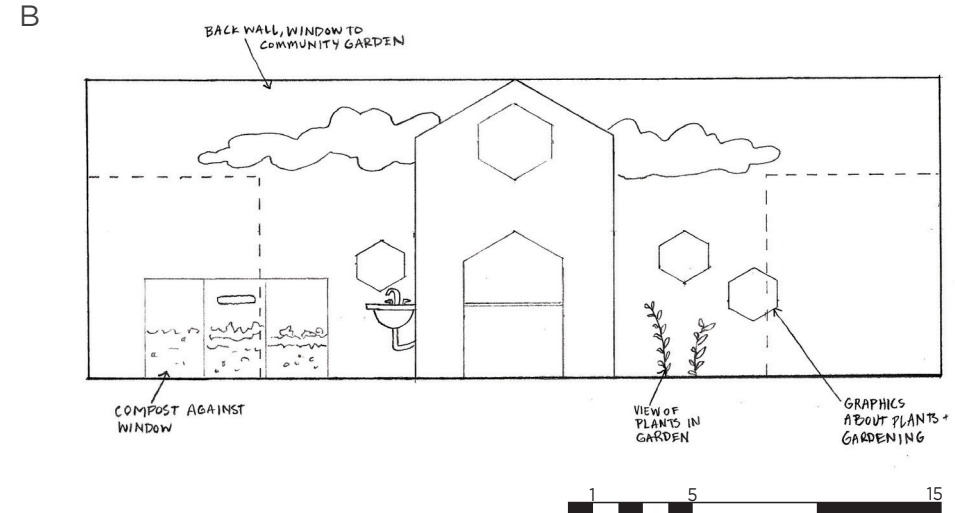 B
BACK WALL, WINDOW TO
COMMUNITY GARDEN
COMPOST AGAINST
WINDOW
VIEW OF
PLANTS IN
GARDEN
GRAPHICS
ABOUT PLANTS +
GARDENING
1 5 15